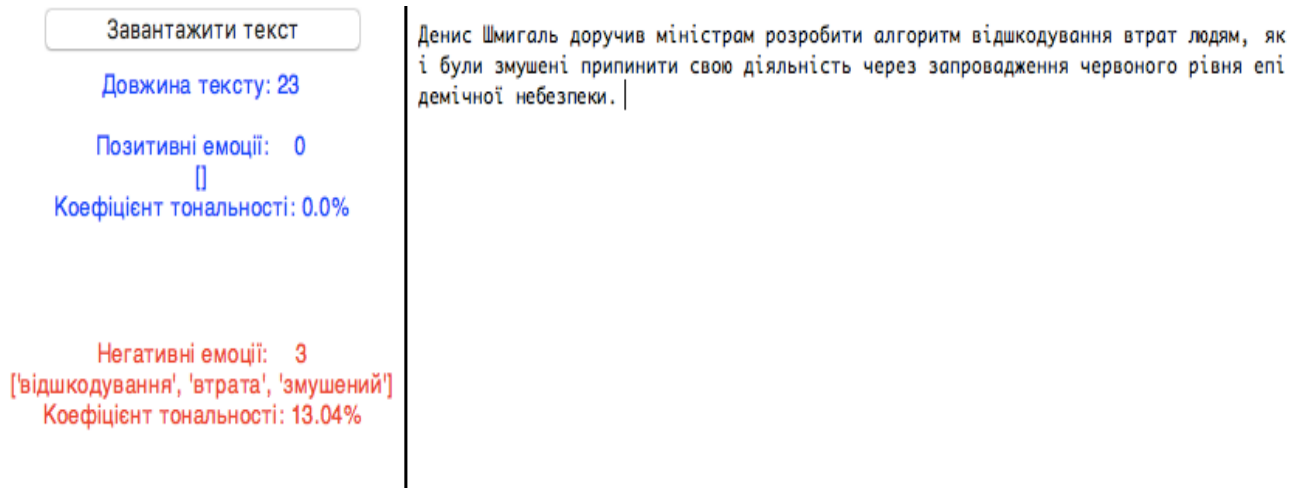 Завантажити текст
Довжина тексту: 23
Позитивні емоції: 0
[]
Коефіцієнт тональності: 0.0%
Негативні емоції: 3
['відшкодування', 'втрата', 'змушений']
Коефіцієнт тональності: 13.04%
Денис Шмигаль доручив міністрам розробити алгоритм відшкодування втрат людям, як
і були змушені припинити свою діяльність через запровадження червоного рівня епі
демічної небезпеки.